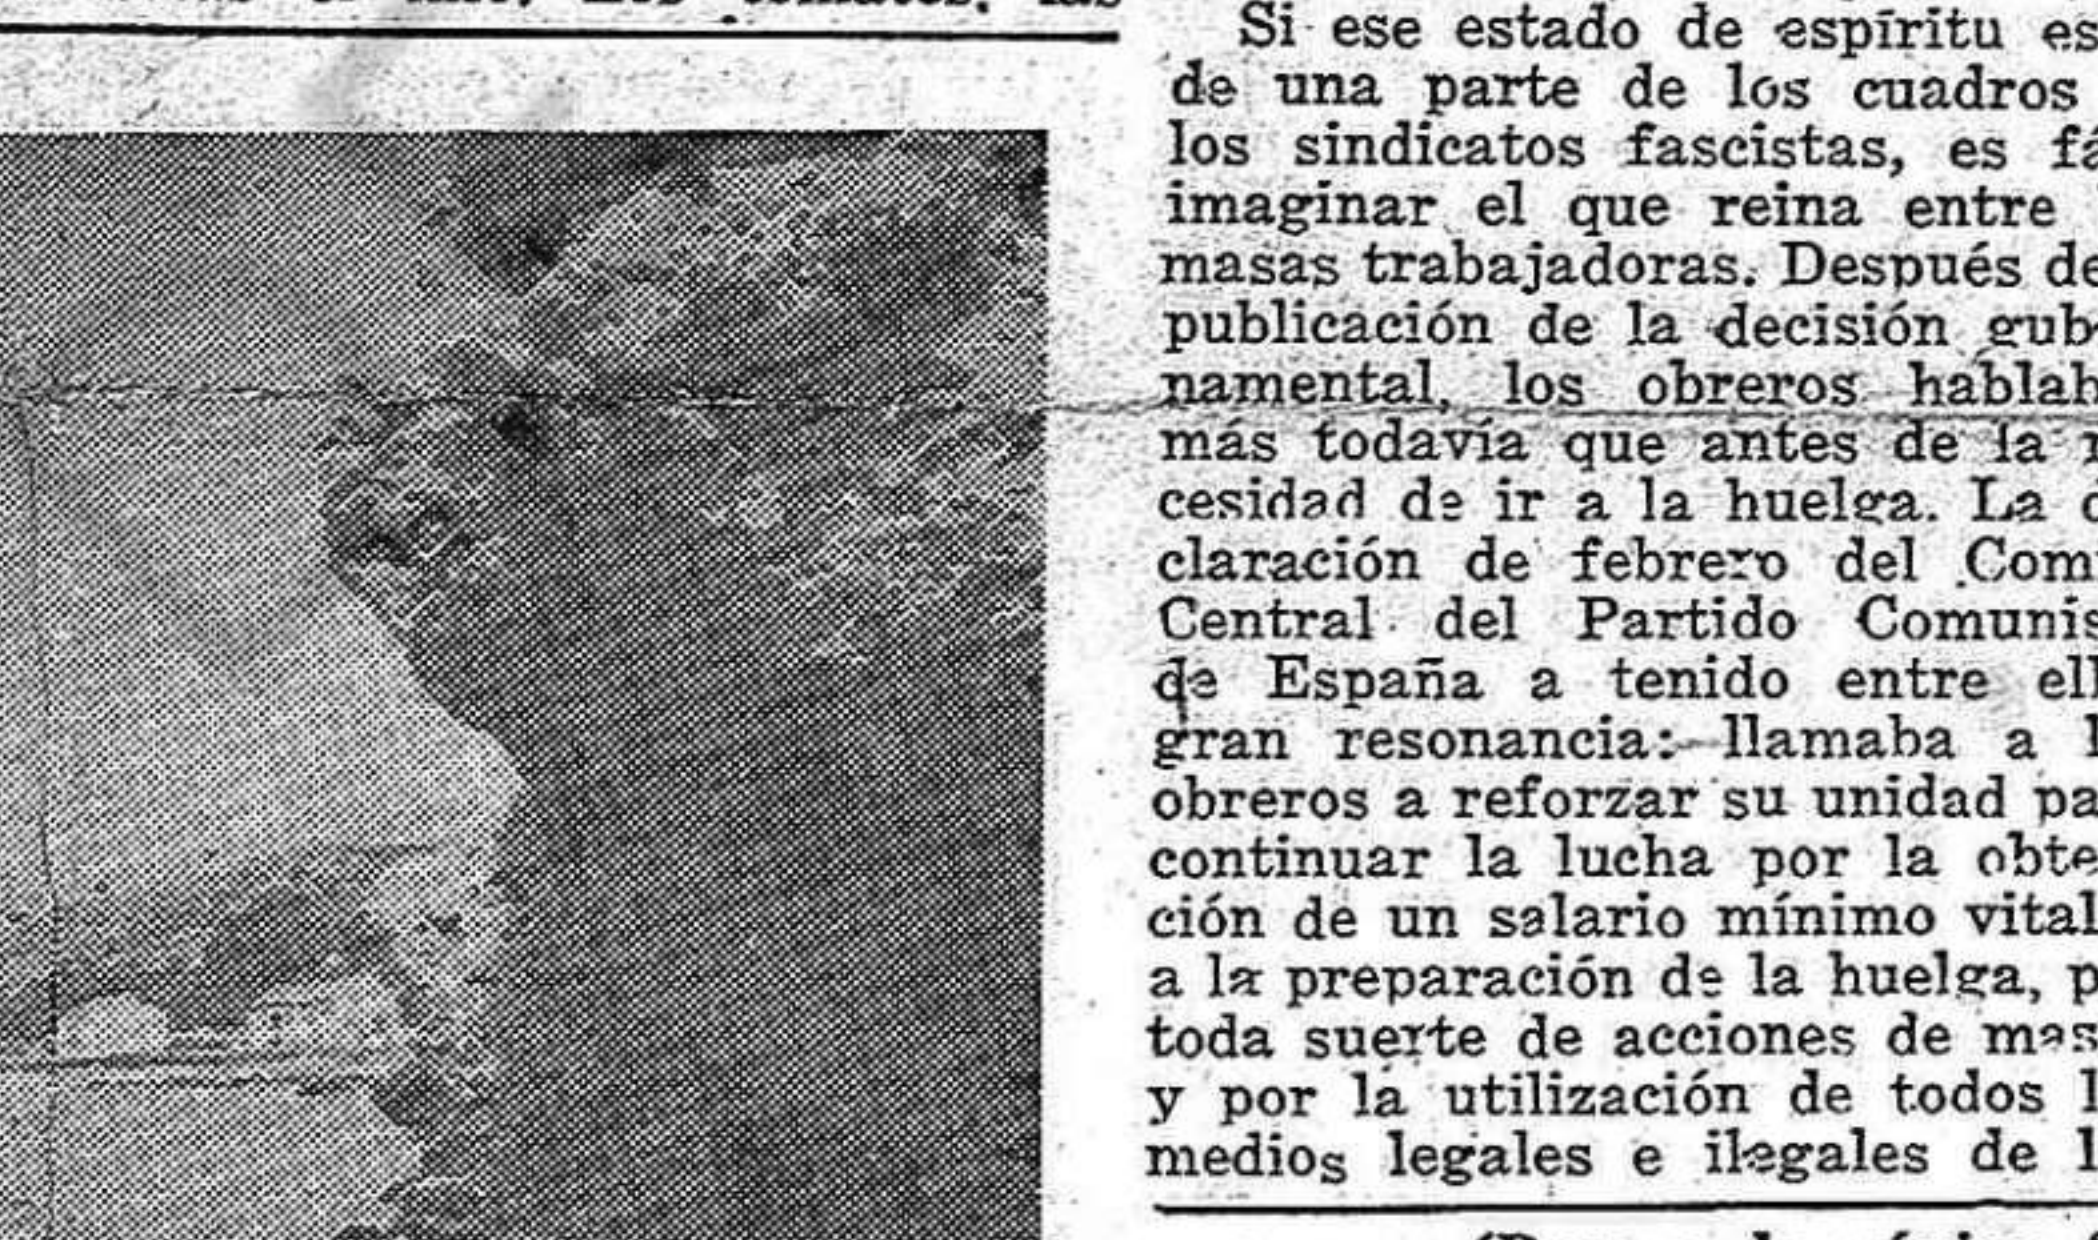 Si ese estado de espíritu es
de una parte de los cuadros
los sindicatos fascistas, es fá
imaginar el que reina entre
masas trabajadoras. Después de
publicación de la decisión gub
namental, los obreros hablab
más todavía que antes de la
cesidad de ir a la huelga. La
claración de febrero del Com
Central del Partido Comunis
de España a tenido entre ell
gran resonancia: llamaba a l
obreros a reforzar su unidad pa
continuar la lucha por la obte
ción de un salario mínimo vital
a la preparación de la huelga, p
toda suerte de acciones de mas
y por la utilización de todos l
medios legales e ilegales de l